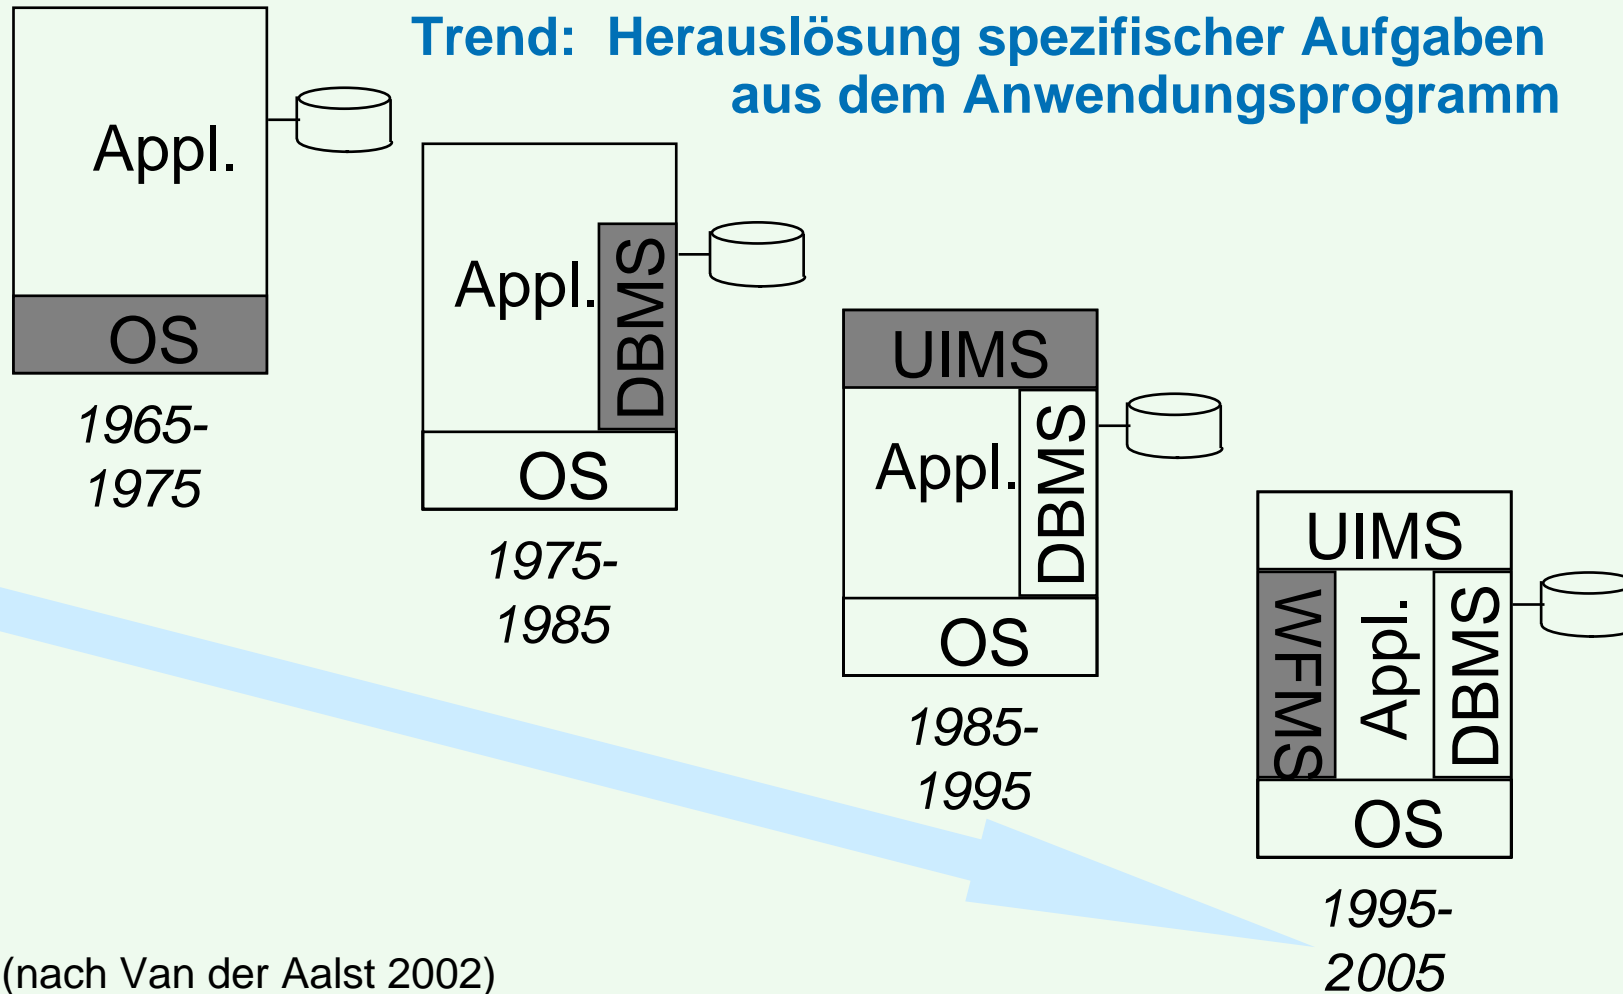 Trend: Herauslösung spezifischer Aufgaben
aus dem Anwendungsprogramm
Appl.
OS
1965-
1975
Appl.
DBMS
OS
1975-
1985
UIMS
Appl.
DBMS
OS
1985-
1995
UIMS
WFMS
Appl.
DBMS
OS
1995-
2005
(nach Van der Aalst 2002)